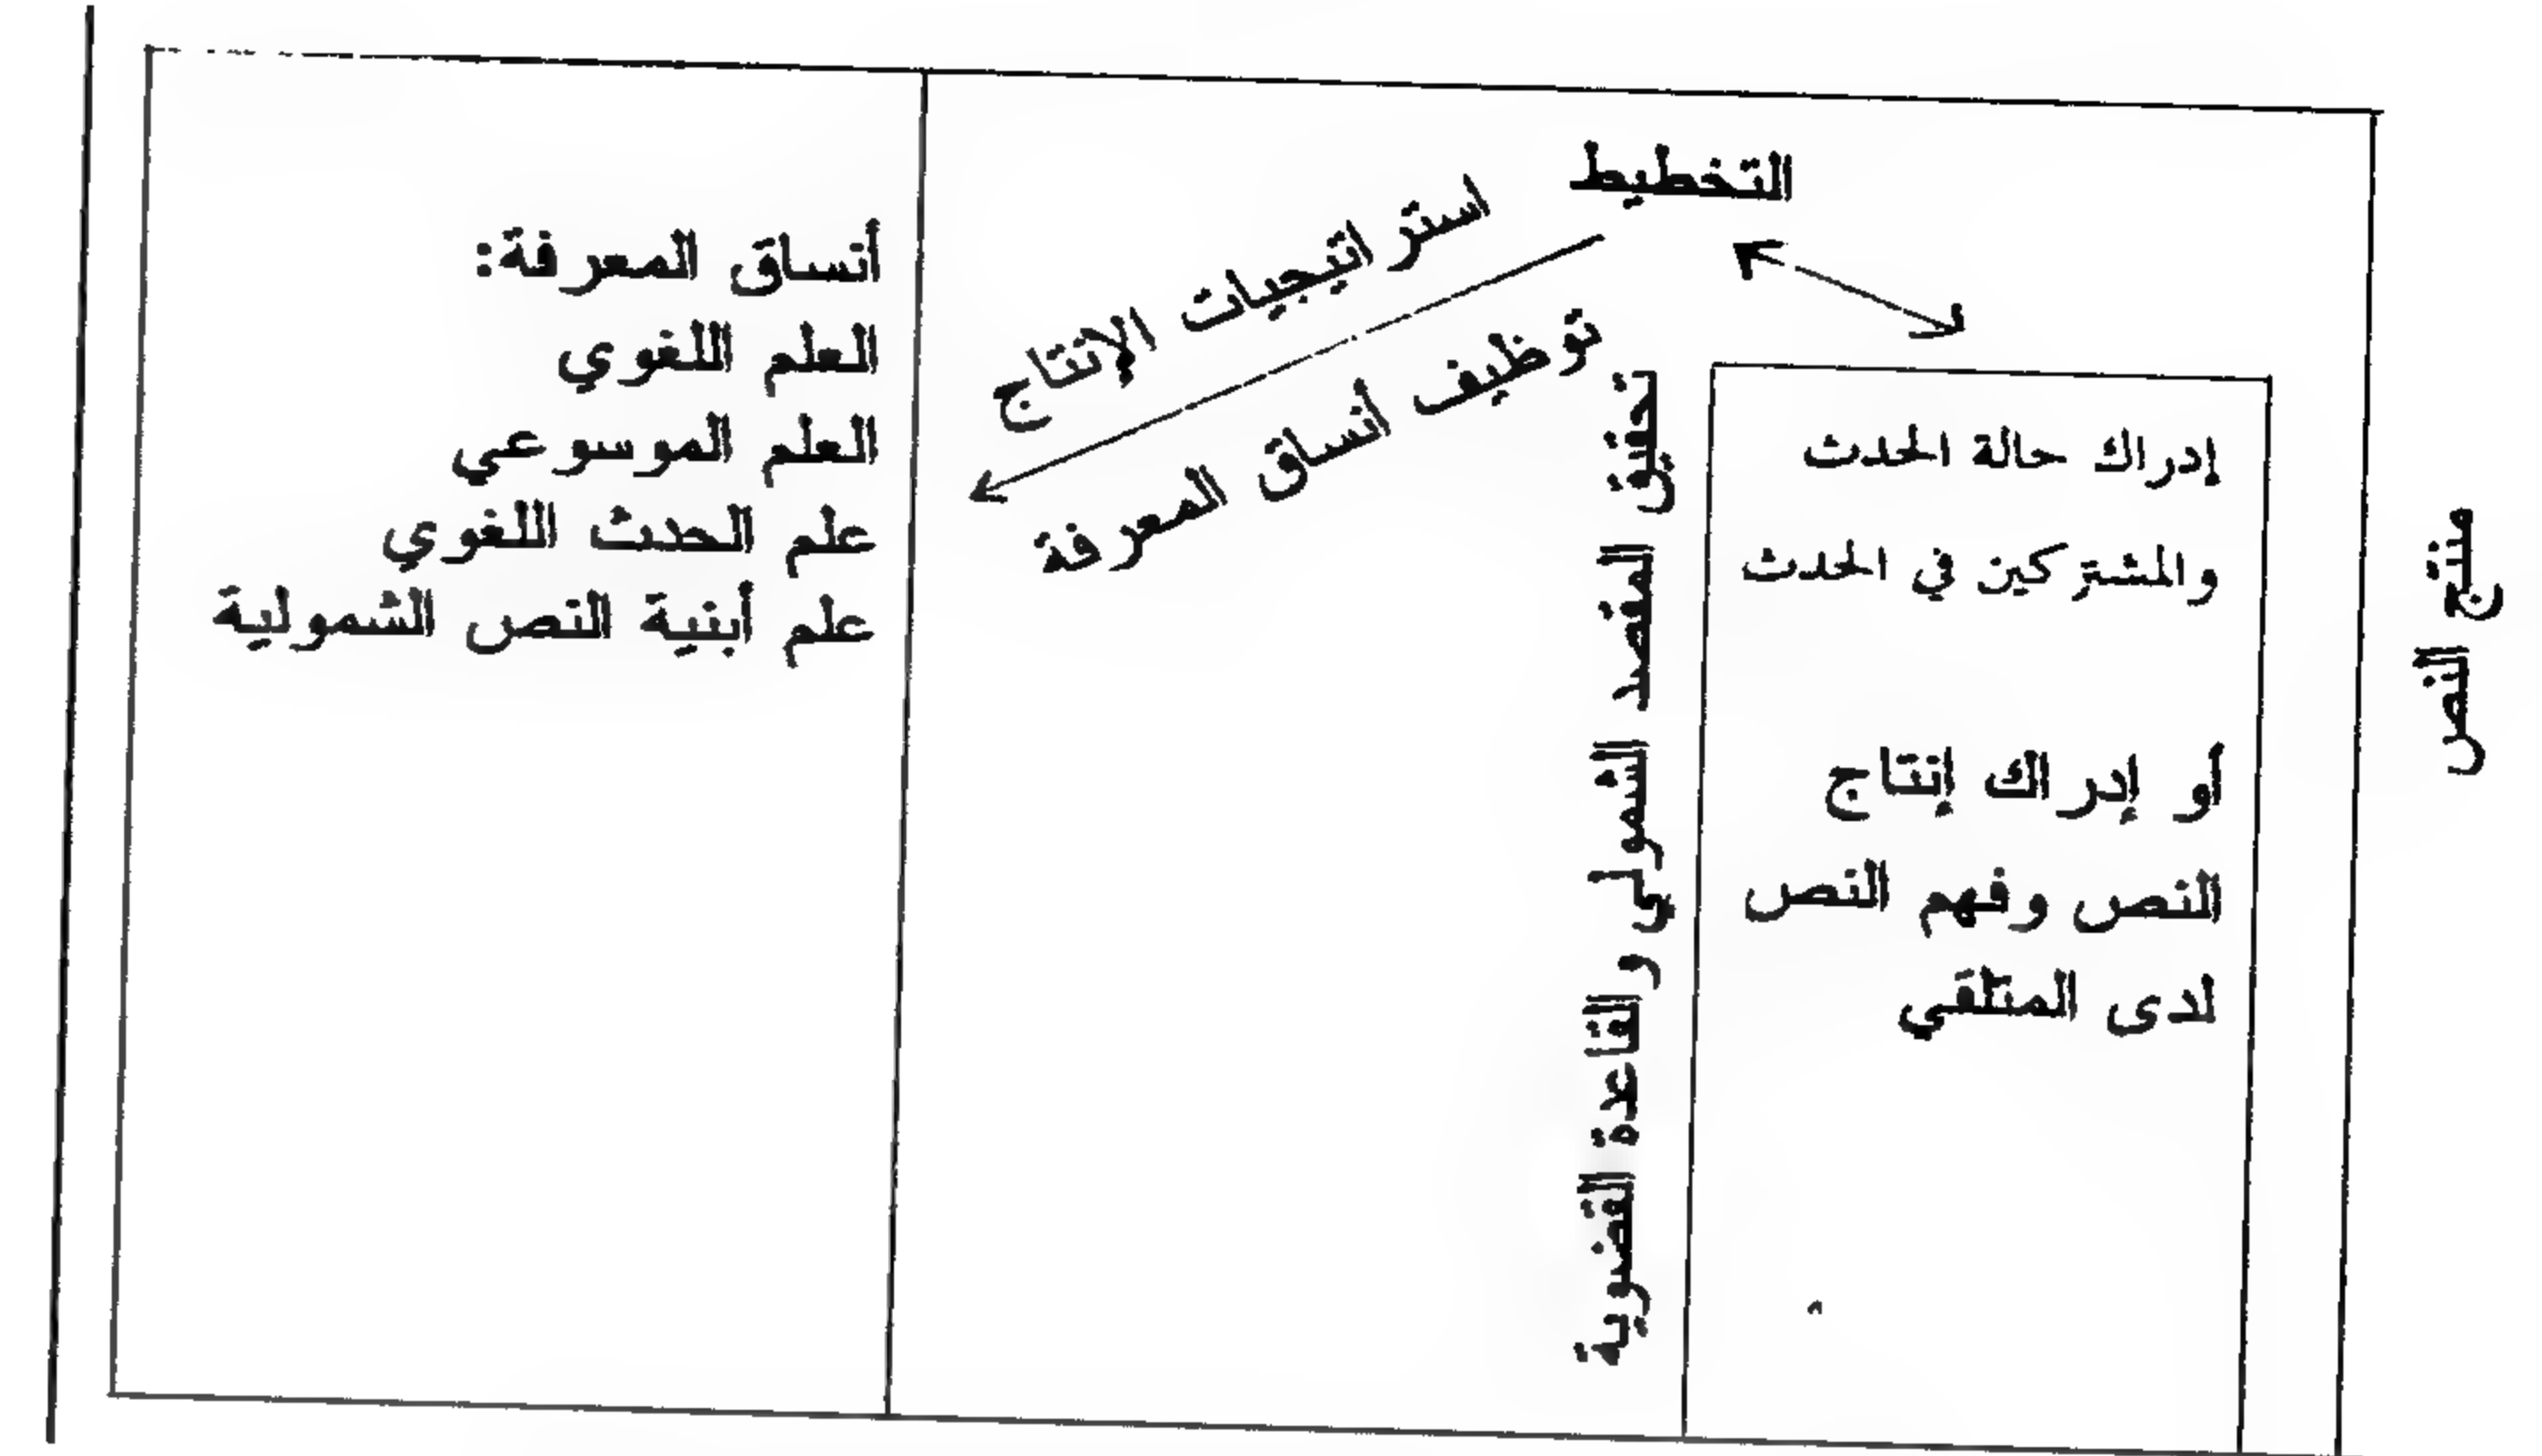 منتج النص
التخطيط
إدراك حالة الحدث
والمشتركين في الحدث
أو إدراك إنتاج
النص وفهم النص
لدى المتلقي
تحقيق المقصد الشمولي والقاعدة القضوية
استراتيجيات الإنتاج
توظيف أنساق المعرفة
أنساق المعرفة:
العلم اللغوي
العلم الموسوعي
علم الحدث اللغوي
علم أبنية النص الشمولية